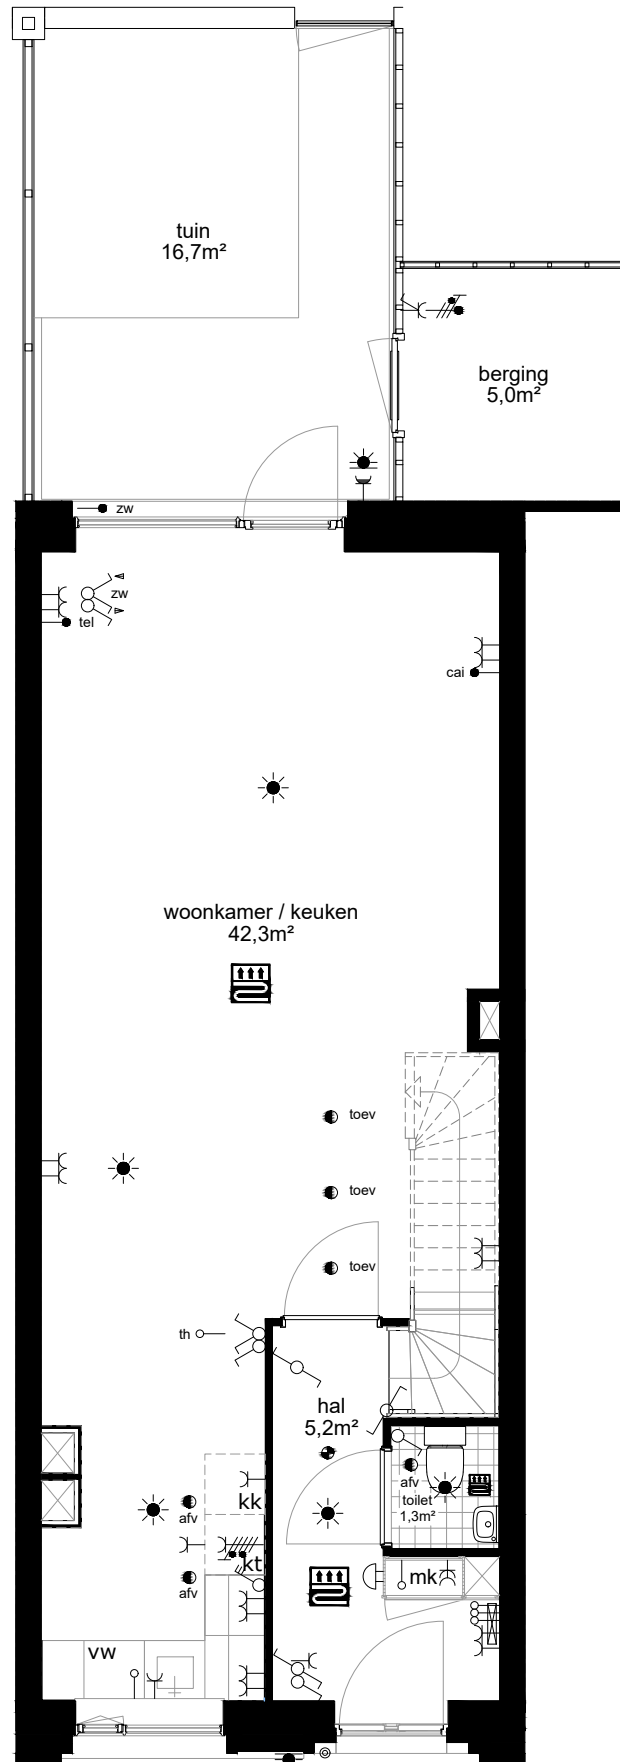 tuin
16,7m²
berging
5,0m²
zw
zw
tel
cai
woonkamer / keuken
42,3m²
toev
toev
toev
th
hal
5,2m²
afv
toilet
1,3m²
kk
afv
kt
afv
mk
vw